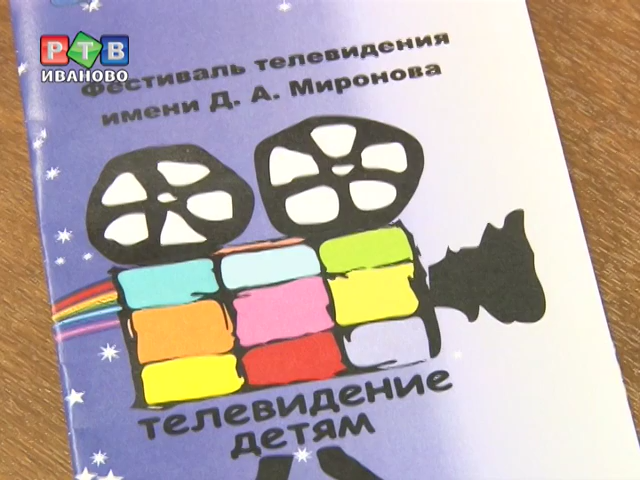 РТВ
ИВАНОВО
Фестиваль телевидения
имени Д. А. Миронова
телевидение
детям